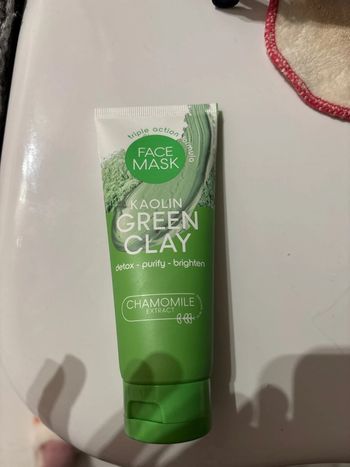 triple action formula
FACE
MASK
KAOLIN
GREEN
CLAY
detox - purify - brighten
CHAMOMILE
EXTRACT